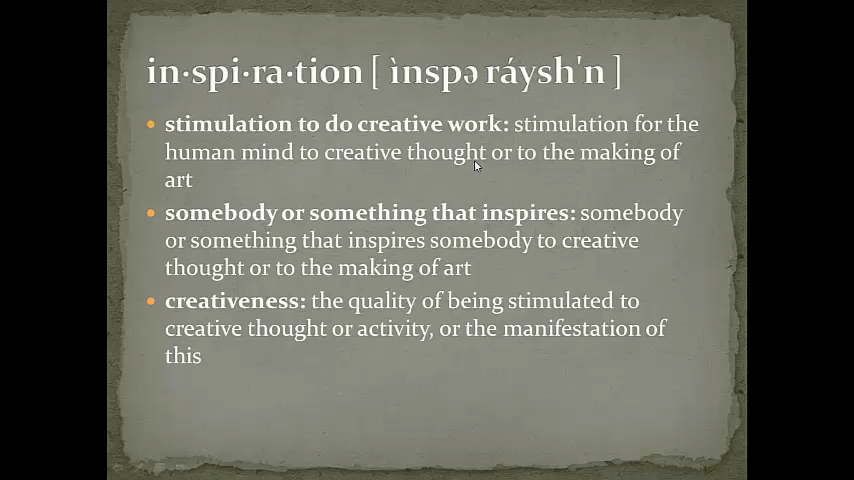 in·spi·ra·tion [ ìnspə ráysh'n ]
stimulation to do creative work: stimulation for the
human mind to creative thought or to the making of
art
somebody or something that inspires: somebody
or something that inspires somebody to creative
thought or to the making of art
creativeness: the quality of being stimulated to
creative thought or activity, or the manifestation of
this